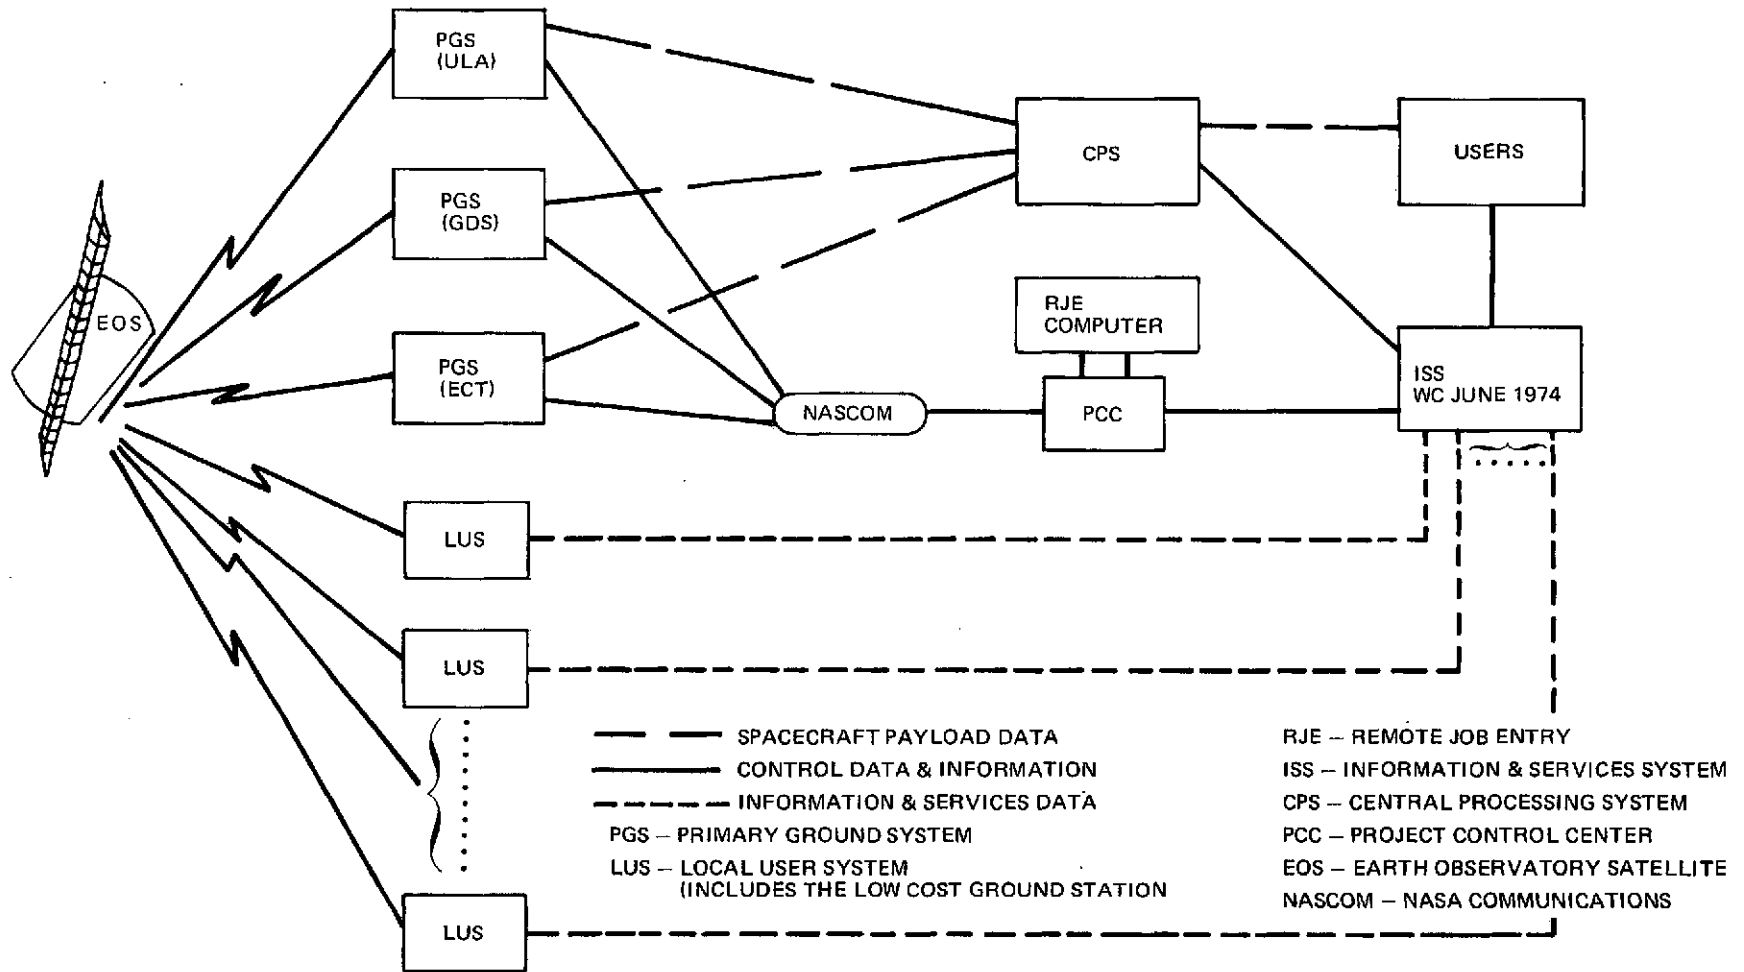 PGS
(ULA)
CPS
USERS
PGS
(GDS)
EOS
RJE
COMPUTER
PGS
(ECT)
NASCOM
PCC
ISS
WC JUNE 1974
LUS
LUS
LUS
SPACECRAFT PAYLOAD DATA
CONTROL DATA & INFORMATION
INFORMATION & SERVICES DATA
PGS – PRIMARY GROUND SYSTEM
LUS – LOCAL USER SYSTEM
(INCLUDES THE LOW COST GROUND STATION
RJE – REMOTE JOB ENTRY
ISS – INFORMATION & SERVICES SYSTEM
CPS – CENTRAL PROCESSING SYSTEM
PCC – PROJECT CONTROL CENTER
EOS – EARTH OBSERVATORY SATELLITE
NASCOM – NASA COMMUNICATIONS